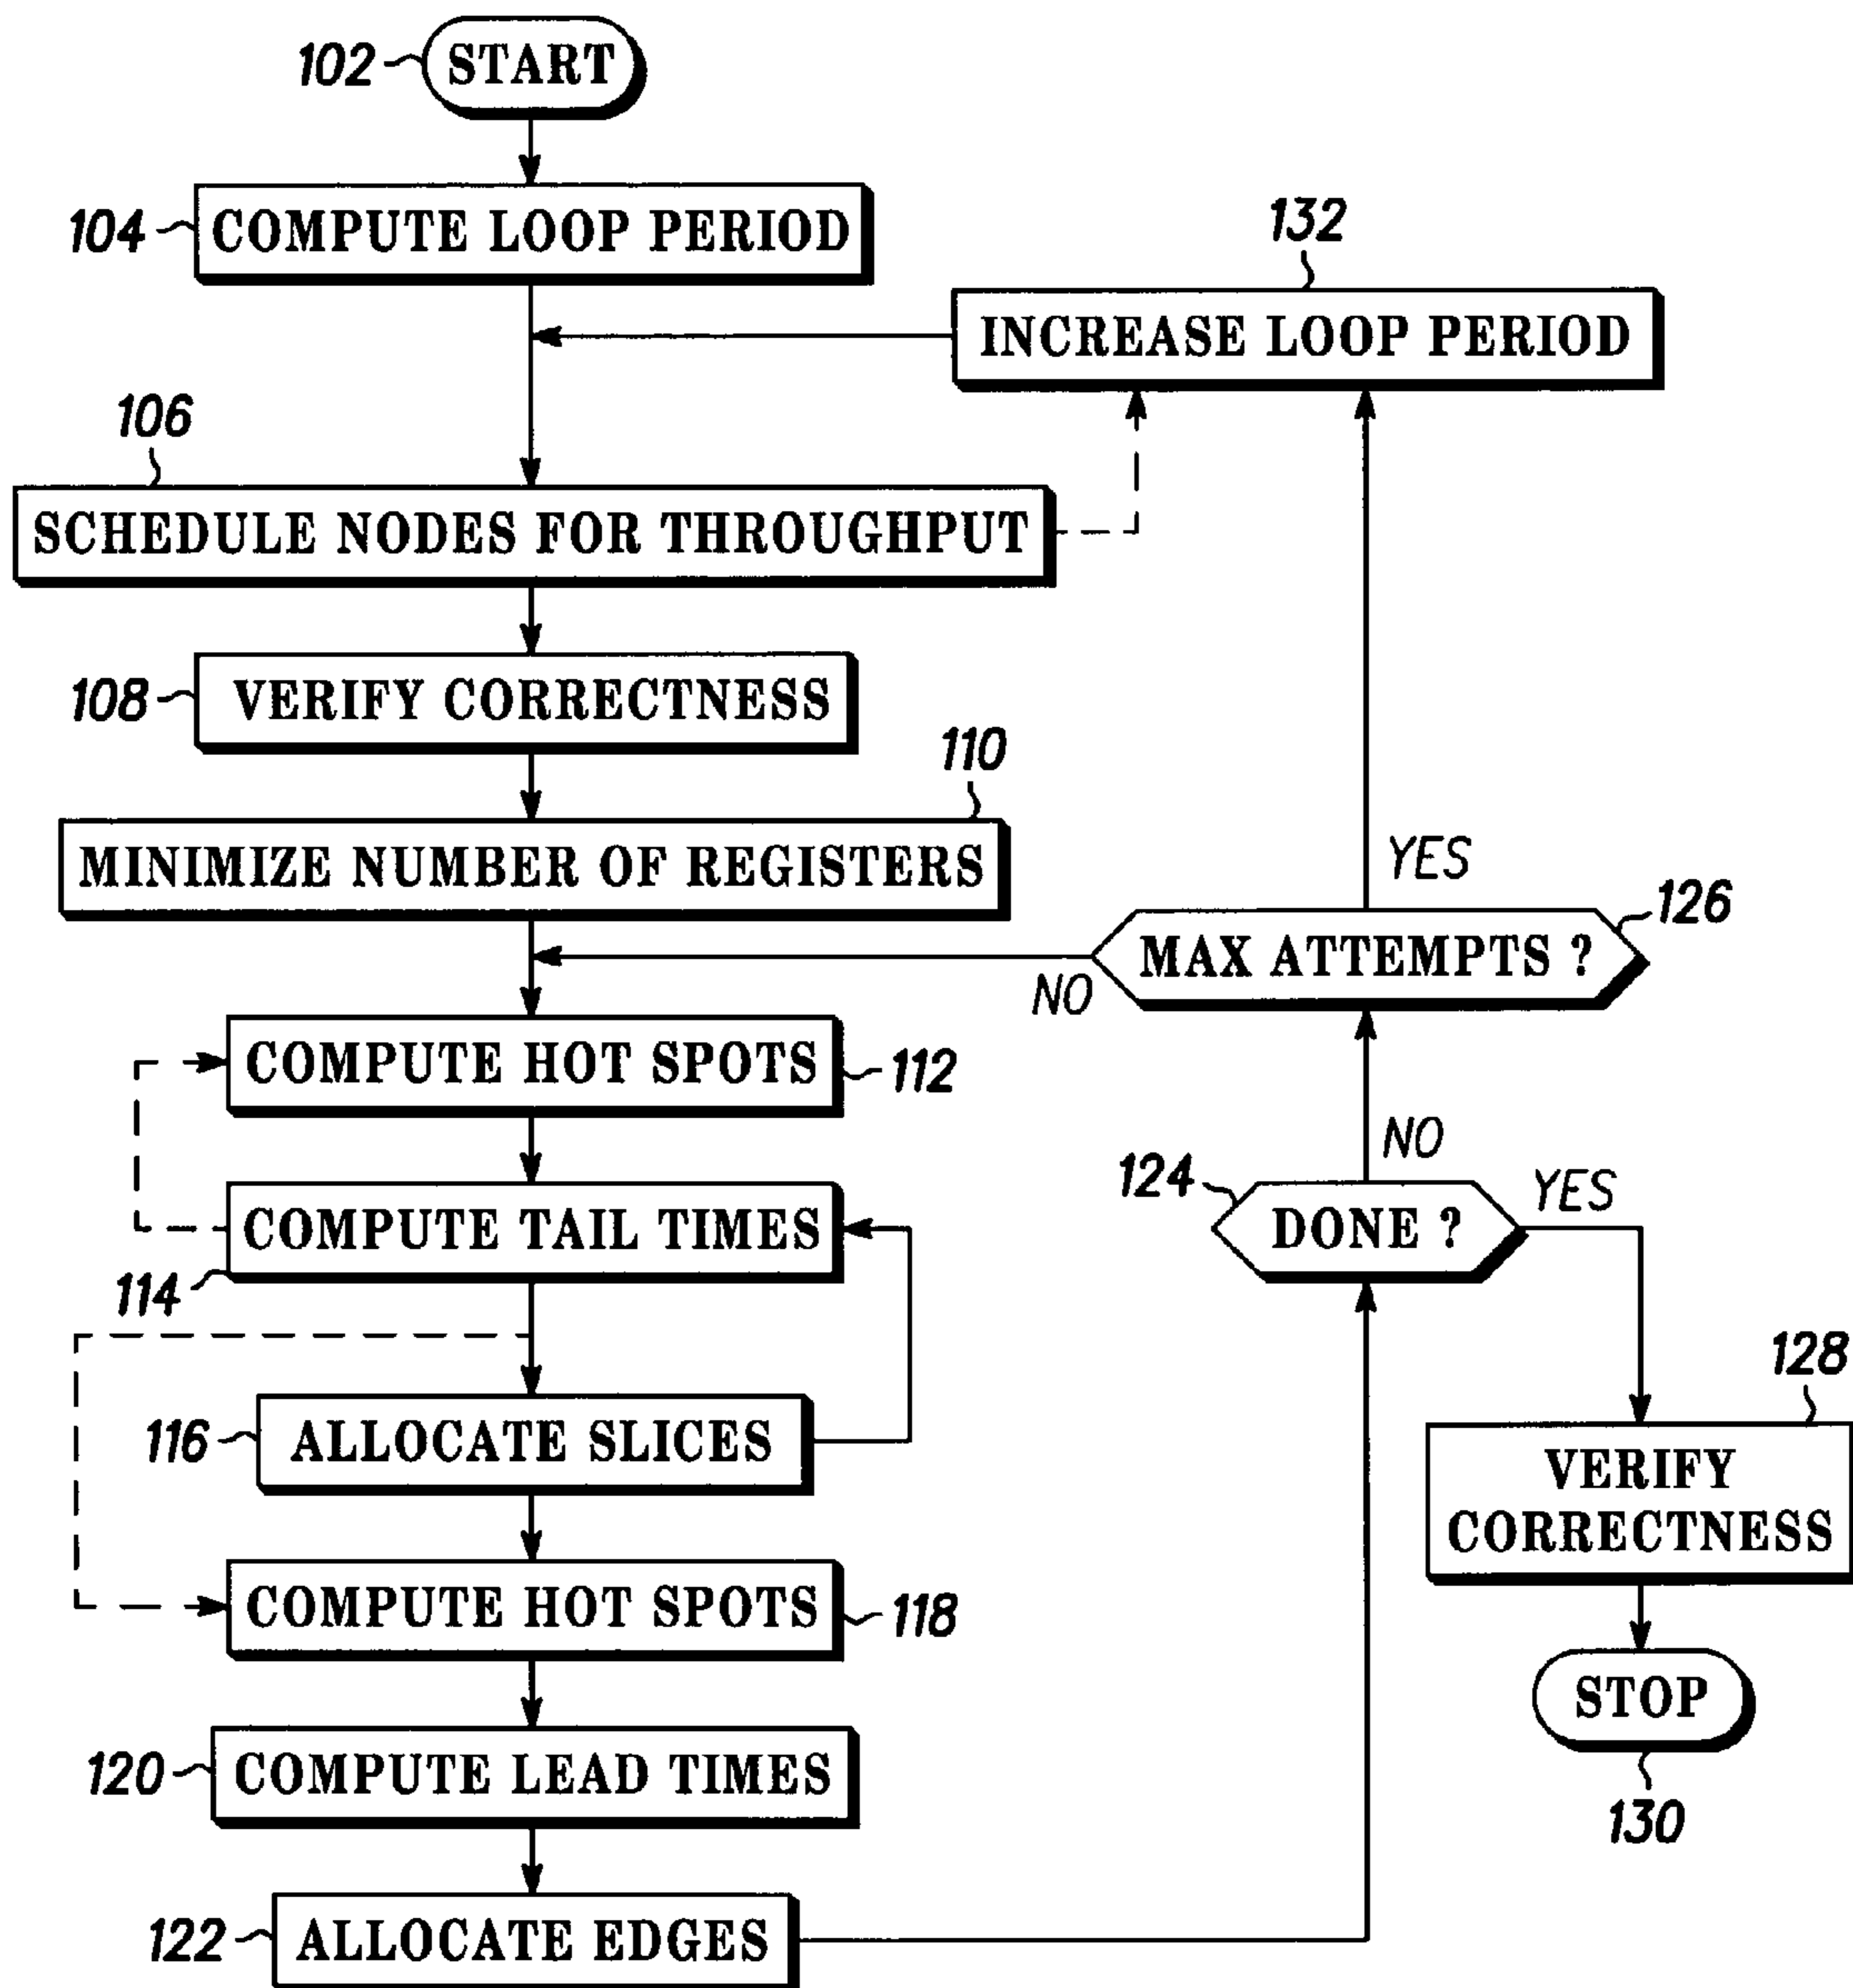 102
START
104
COMPUTE LOOP PERIOD
132
INCREASE LOOP PERIOD
106
SCHEDULE NODES FOR THROUGHPUT
108
VERIFY CORRECTNESS
110
MINIMIZE NUMBER OF REGISTERS
YES
126
MAX ATTEMPTS ?
NO
COMPUTE HOT SPOTS
112
NO
124
YES
COMPUTE TAIL TIMES
DONE ?
114
128
116
ALLOCATE SLICES
VERIFY
CORRECTNESS
COMPUTE HOT SPOTS
118
STOP
120
COMPUTE LEAD TIMES
130
122
ALLOCATE EDGES